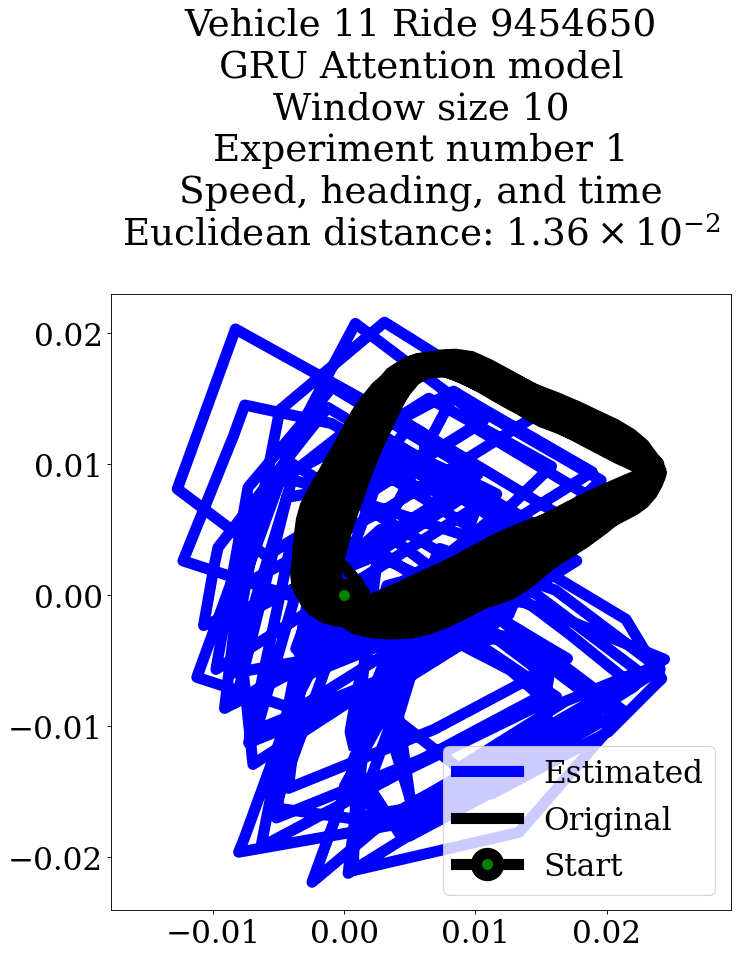 Vehicle 11 Ride 9454650
GRU Attention model
Window size 10
Experiment number 1
Speed, heading, and time
Euclidean distance: 1.36 × 10⁻²
0.02
0.01
0.00
−0.01
−0.02
Estimated
Original
Start
−0.01 0.00 0.01 0.02